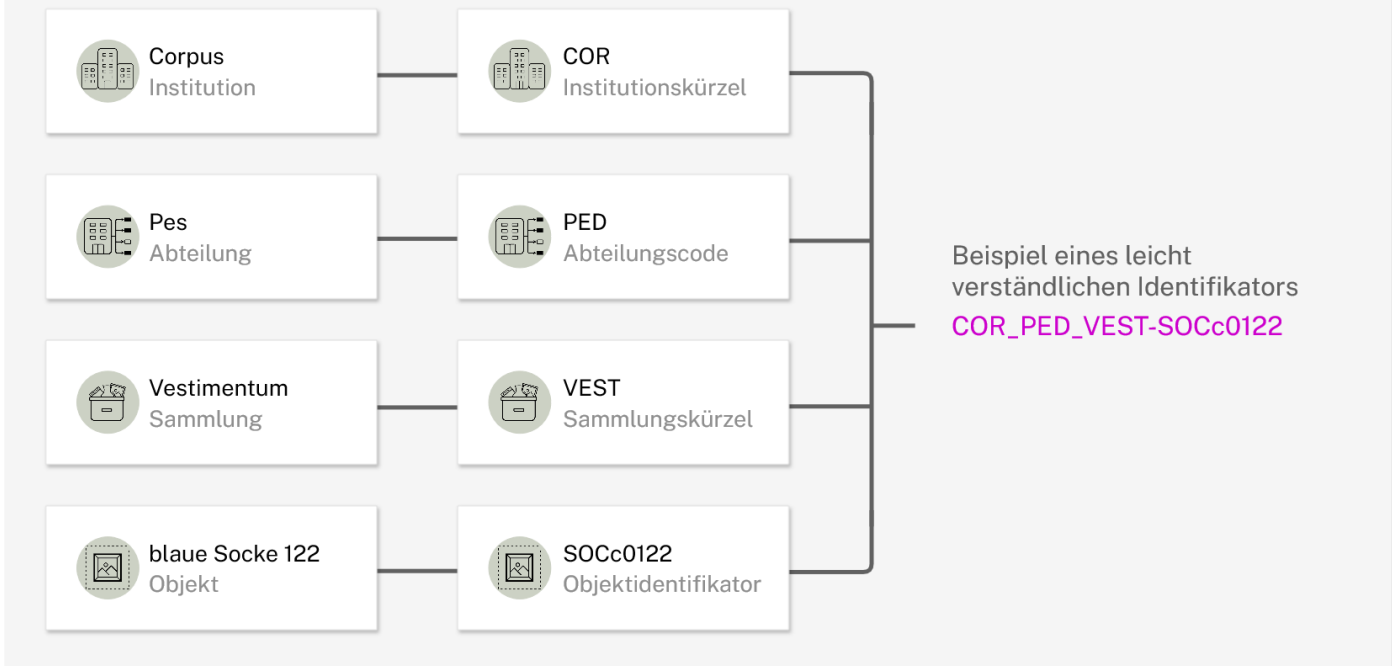 Corpus
Institution
COR
Institutionskürzel
Pes
Abteilung
PED
Abteilungscode
Vestimentum
Sammlung
VEST
Sammlungskürzel
blaue Socke 122
Objekt
SOCc0122
Objektidentifikator
Beispiel eines leicht
verständlichen Identifikators
COR_PED_VEST-SOCc0122